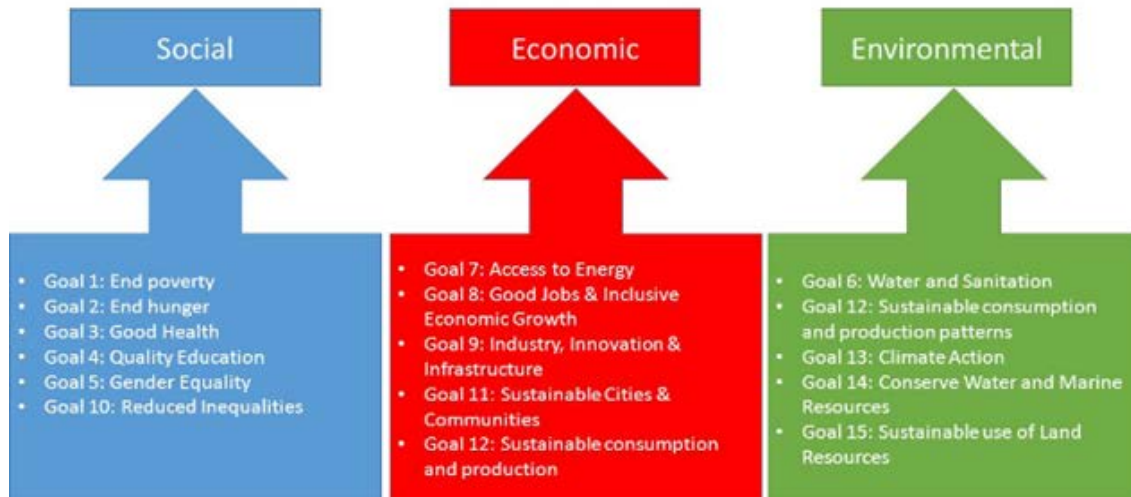 Social
• Goal 1: End poverty
• Goal 2: End hunger
• Goal 3: Good Health
• Goal 4: Quality Education
• Goal 5: Gender Equality
• Goal 10: Reduced Inequalities
Economic
• Goal 7: Access to Energy
• Goal 8: Good Jobs & Inclusive
Economic Growth
• Goal 9: Industry, Innovation &
Infrastructure
• Goal 11: Sustainable Cities &
Communities
• Goal 12: Sustainable consumption
and production
Environmental
• Goal 6: Water and Sanitation
• Goal 12: Sustainable consumption
and production patterns
• Goal 13: Climate Action
• Goal 14: Conserve Water and Marine
Resources
• Goal 15: Sustainable use of Land
Resources